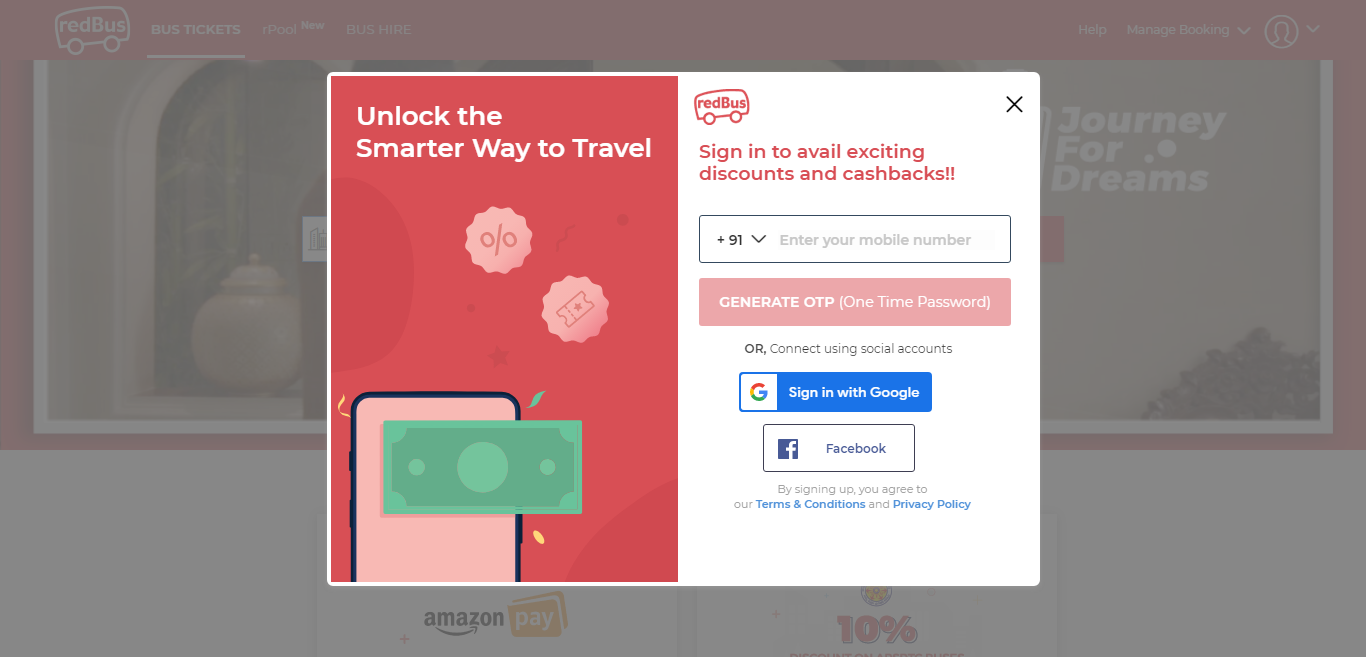 redBus
BUS TICKETS
rPool New
BUS HIRE
Help
Manage Booking
Journey
For
Dreams
Unlock the
Smarter Way to Travel
%
redBus
Sign in to avail exciting
discounts and cashbacks!!
+ 91
Enter your mobile number
GENERATE OTP (One Time Password)
OR, Connect using social accounts
G
Sign in with Google
f
Facebook
By signing up, you agree to
our Terms & Conditions and Privacy Policy
amazon pay
10%
DISCOUNT ON APSRTC BUSES